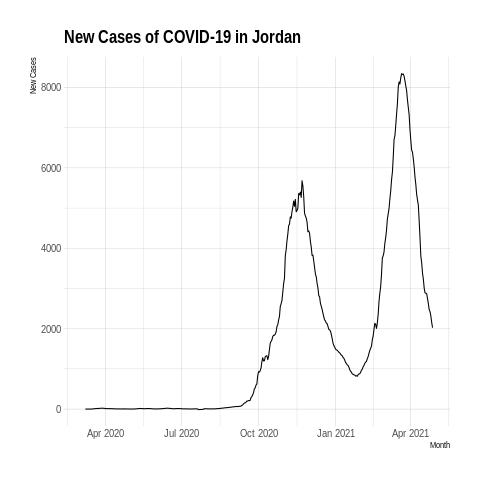 New Cases of COVID-19 in Jordan
New Cases
8000
6000
4000
2000
0
Apr 2020 Jul 2020 Oct 2020 Jan 2021 Apr 2021
Month